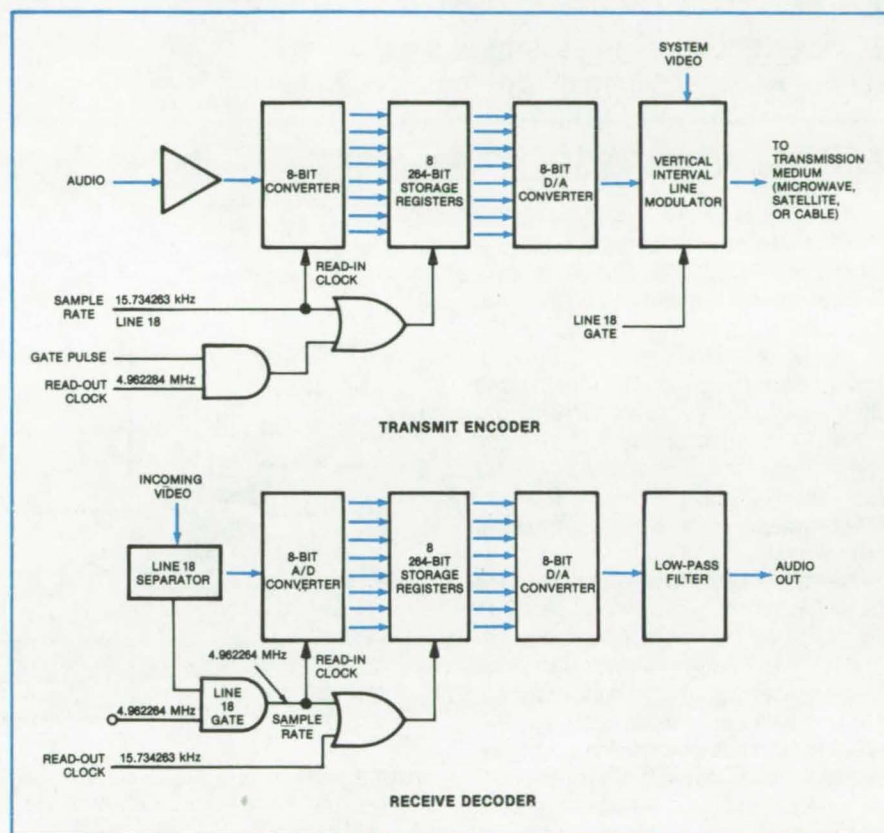 SYSTEM
VIDEO
AUDIO
8-BIT
CONVERTER
8
264-BIT
STORAGE
REGISTERS
8-BIT
D/A
CONVERTER
VERTICAL
INTERVAL
LINE
MODULATOR
TO
TRANSMISSION
MEDIUM
(MICROWAVE,
SATELLITE,
OR CABLE)
READ-IN
CLOCK
SAMPLE
RATE
15.734263 kHz
LINE 18
LINE 18
GATE
GATE PULSE
READ-OUT
CLOCK
4.962284 MHz
TRANSMIT ENCODER
INCOMING
VIDEO
LINE 18
SEPARATOR
8-BIT
A/D
CONVERTER
8
264-BIT
STORAGE
REGISTERS
8-BIT
D/A
CONVERTER
LOW-PASS
FILTER
AUDIO
OUT
4.962264 MHz
READ-IN
CLOCK
4.962264 MHz
LINE
18
GATE
SAMPLE
RATE
READ-OUT
CLOCK
15.734263 kHz
RECEIVE DECODER